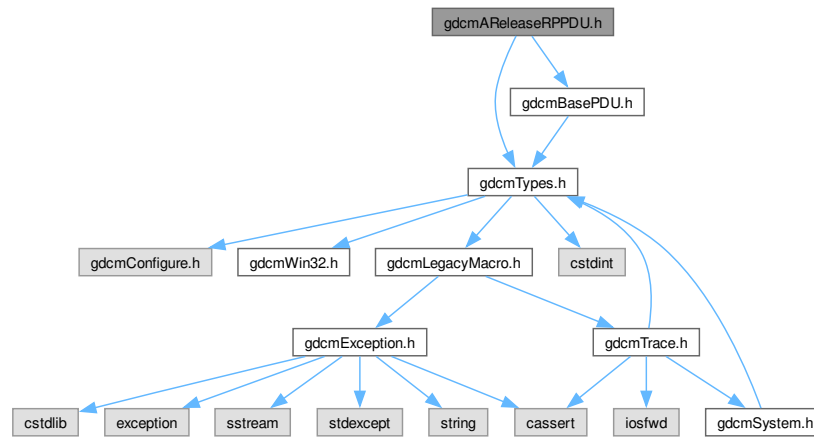 gdcmAReleaseRPPDU.h
gdcmBasePDU.h
gdcmTypes.h
gdcmConfigure.h
gdcmWin32.h
gdcmLegacyMacro.h
cstdint
gdcmException.h
gdcmTrace.h
cstdlib
exception
sstream
stdexcept
string
cassert
iosfwd
gdcmSystem.h